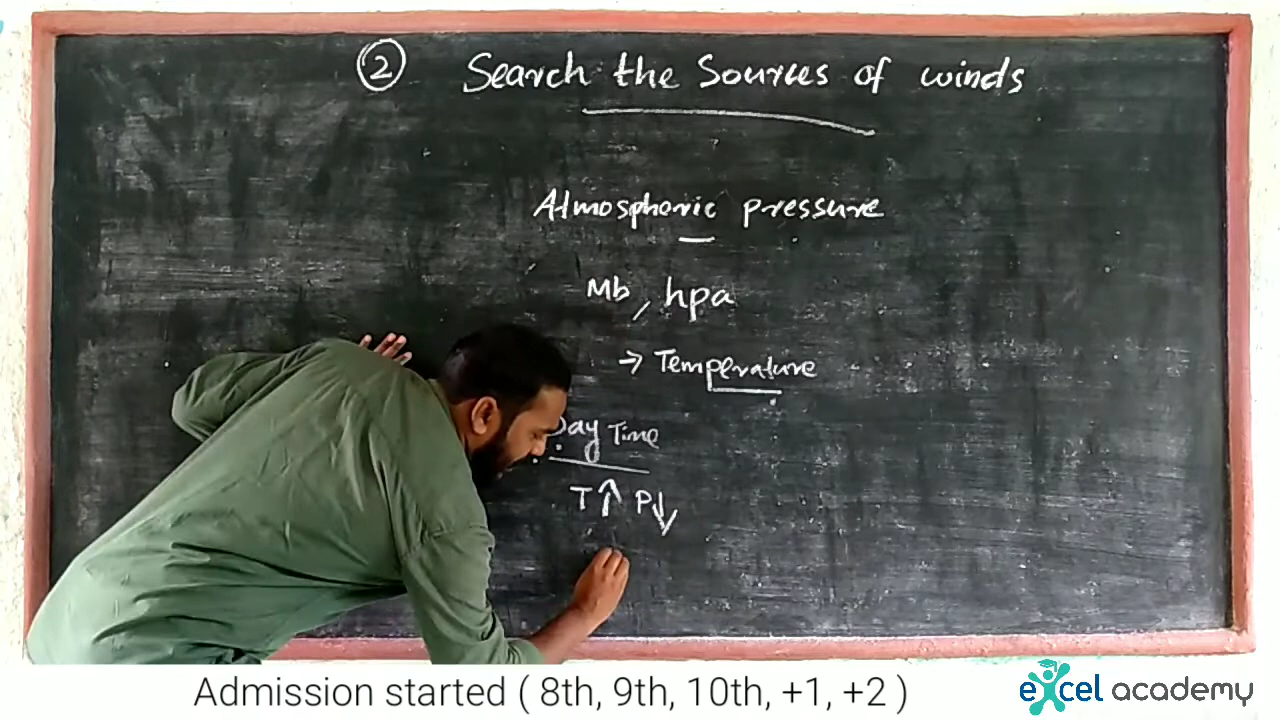 ② Search the Sources of winds
Atmospheric pressure
Mb, hpa
→ Temperature
Day Time
T↑ P↓
Admission started ( 8th, 9th, 10th, +1, +2 )
excel academy